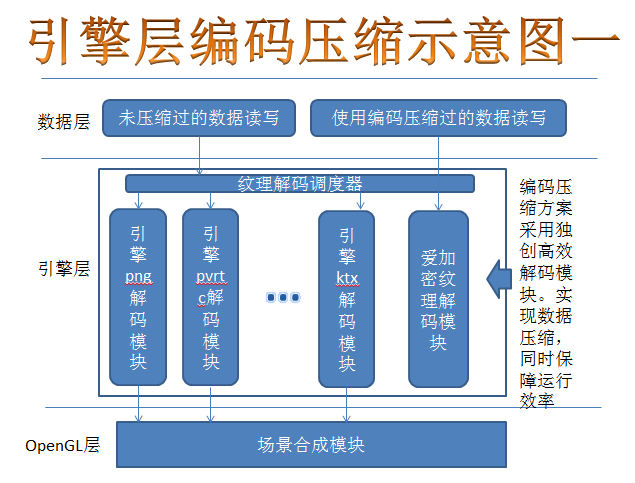 引擎层编码压缩示意图一
数据层
未压缩过的数据读写
使用编码压缩过的数据读写
引擎层
纹理解码调度器
引
擎
png
解
码
模
块
引
擎
pvrt
c解
码
模
块
引
擎
ktx
解
码
模
块
爱加
密纹
理解
码模
块
编码压
缩方案
采用独
创高效
解码模
块。实
现数据
压缩，
同时保
障运行
效率
OpenGL层
场景合成模块